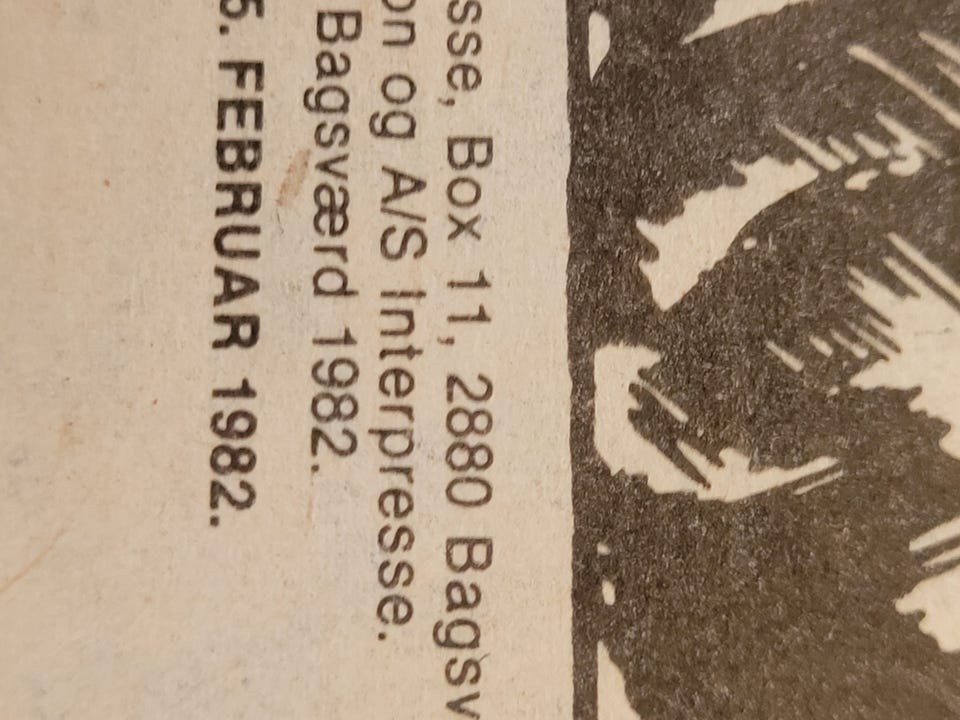 sse, Box 11, 2880 Bagsv
on og A/S Interpresse.
Bagsværd 1982.
5. FEBRUAR 1982.